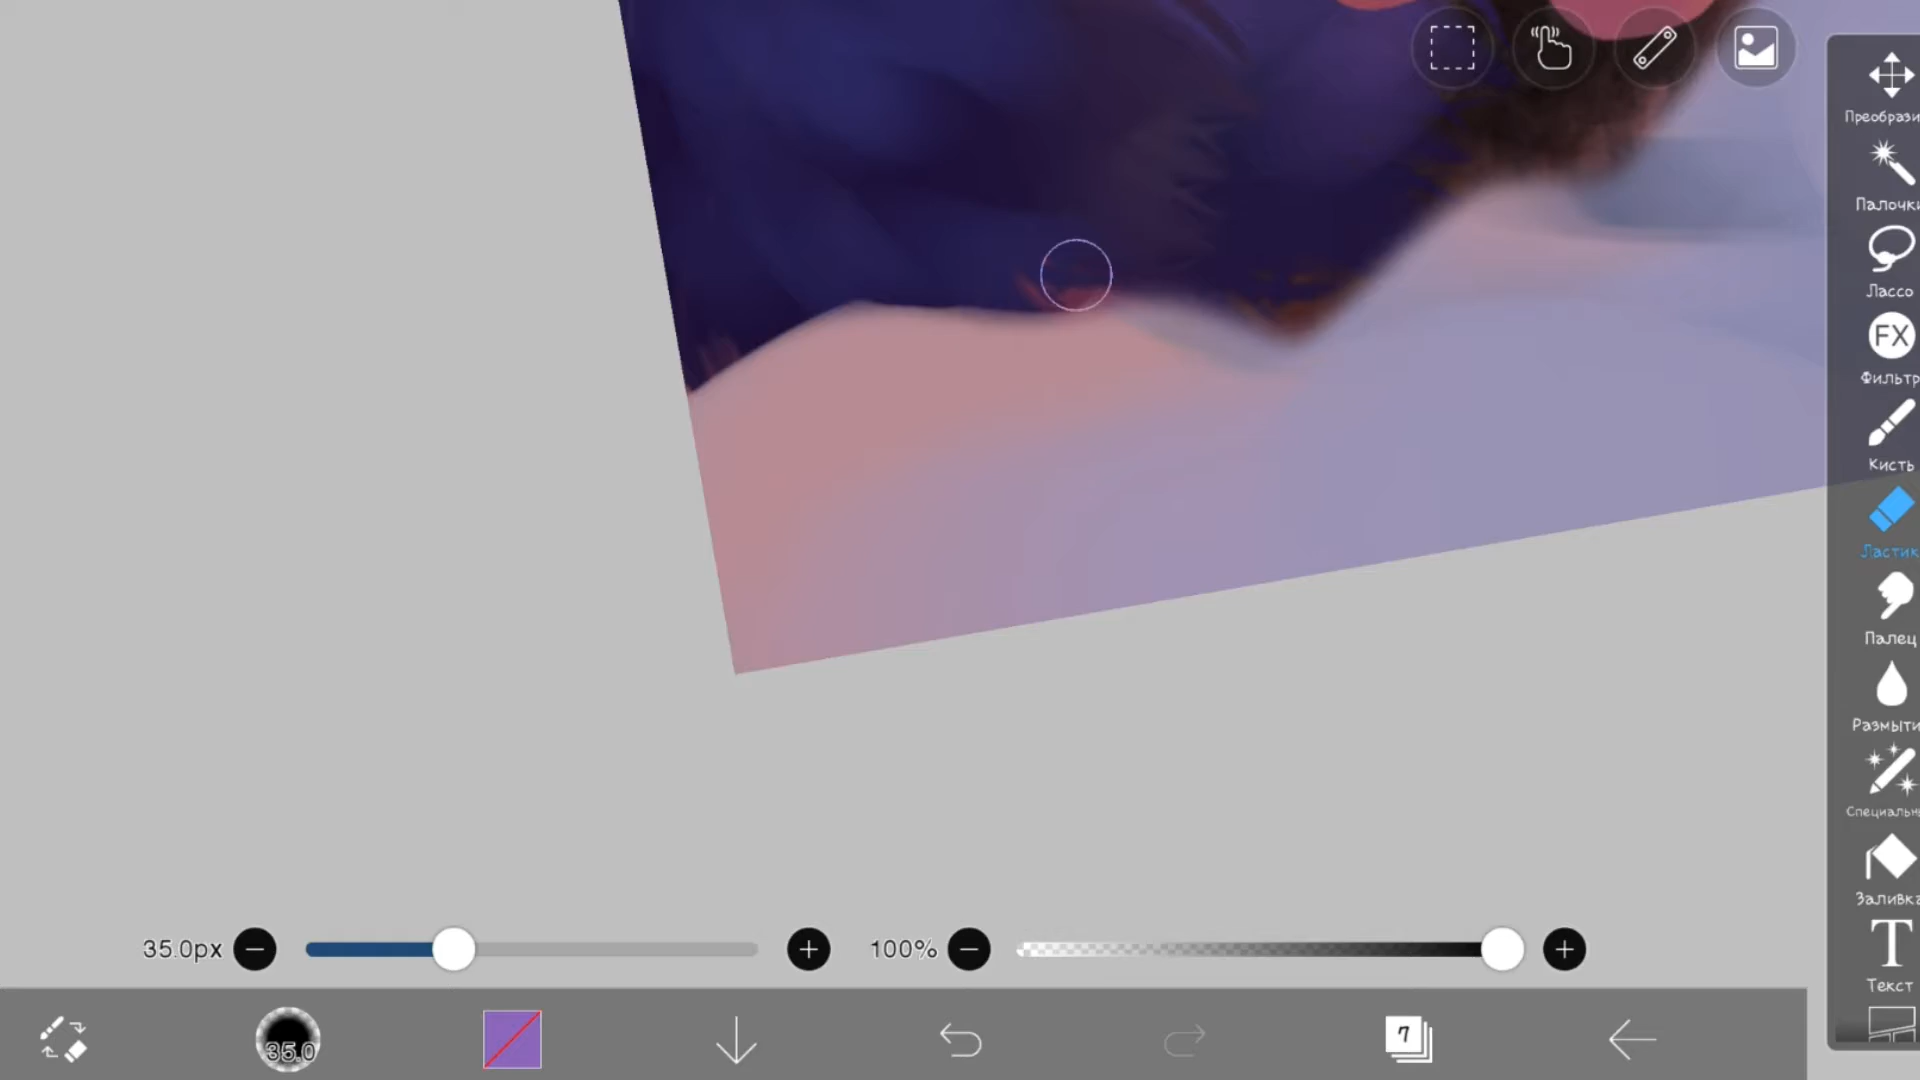 Преобрази
Палочки
Лассо
FX
Фильтр
Кисть
Ластик
Палец
Размыти
Специальн
Заливка
T
Текст
35.0px
100%
35.0
7